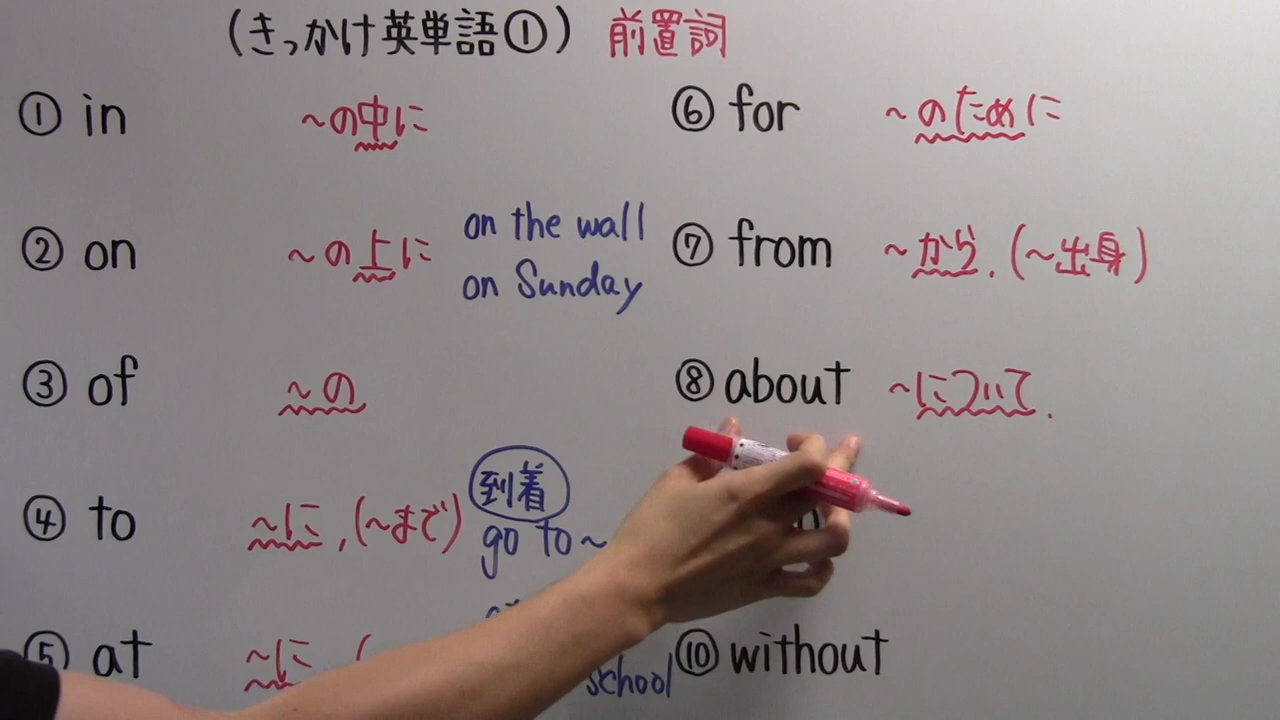 (きっかけ英単語①) 前置詞
① in ~の中に
② on ~の上に on the wall
on Sunday
③ of ~の
④ to ~に,(~まで) 到着
go to~
⑤ at ~に (
school
⑥ for ~のために
⑦ from ~から.(~出身)
⑧ about ~について.
⑩ without